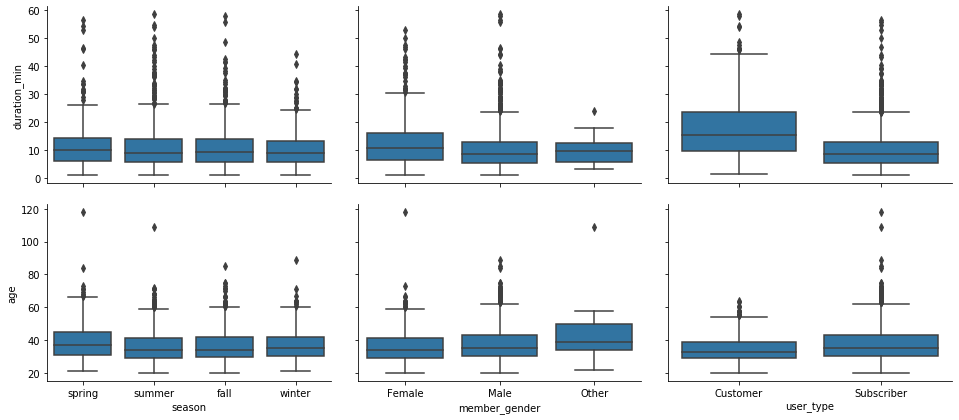 60
50
40
30
20
10
0
duration_min
120
100
80
60
40
20
age
spring summer fall winter
season
Female Male Other
member_gender
Customer Subscriber
user_type